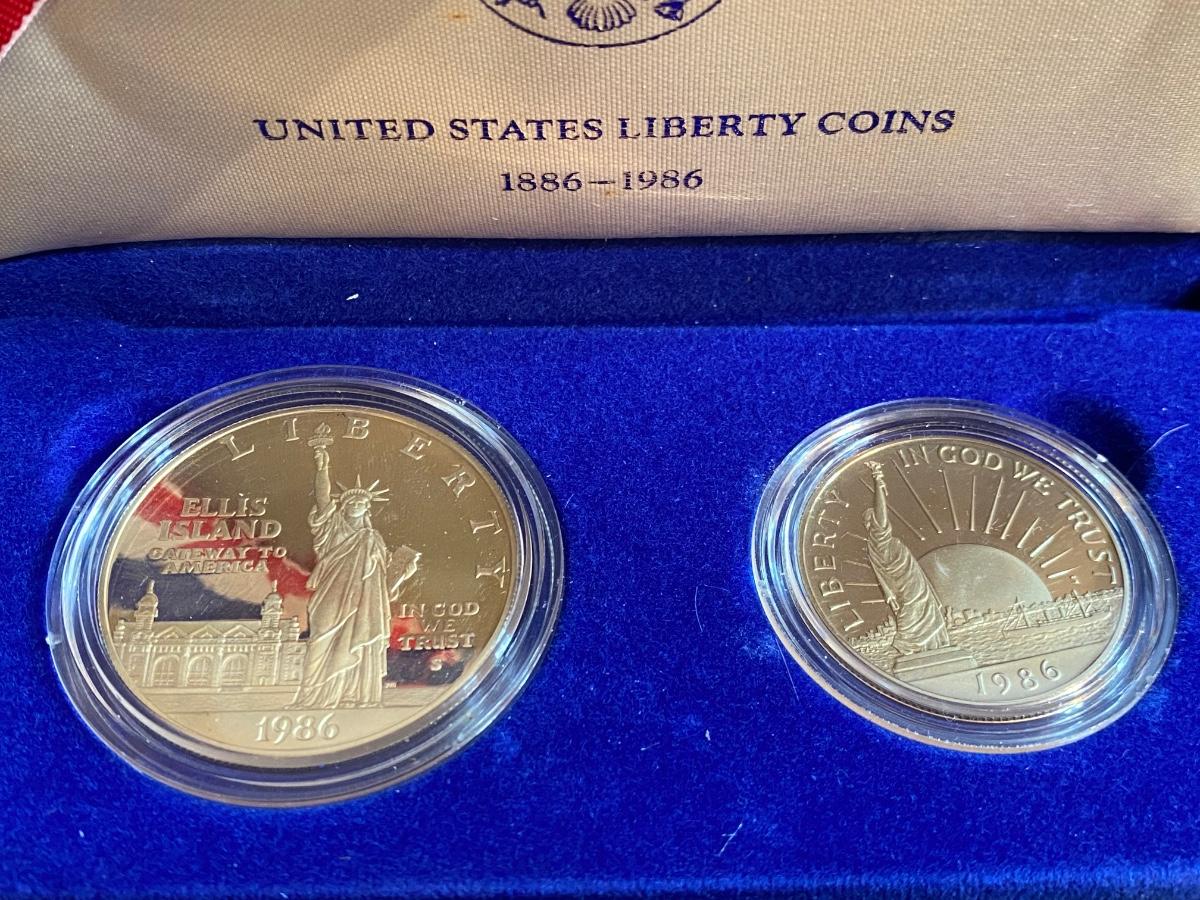 UNITED STATES LIBERTY COINS
1886–1986
LIBERTY
ELLIS
ISLAND
GATEWAY TO
AMERICA
IN GOD
WE
TRUST
S
1986
LIBERTY
IN GOD WE TRUST
1986